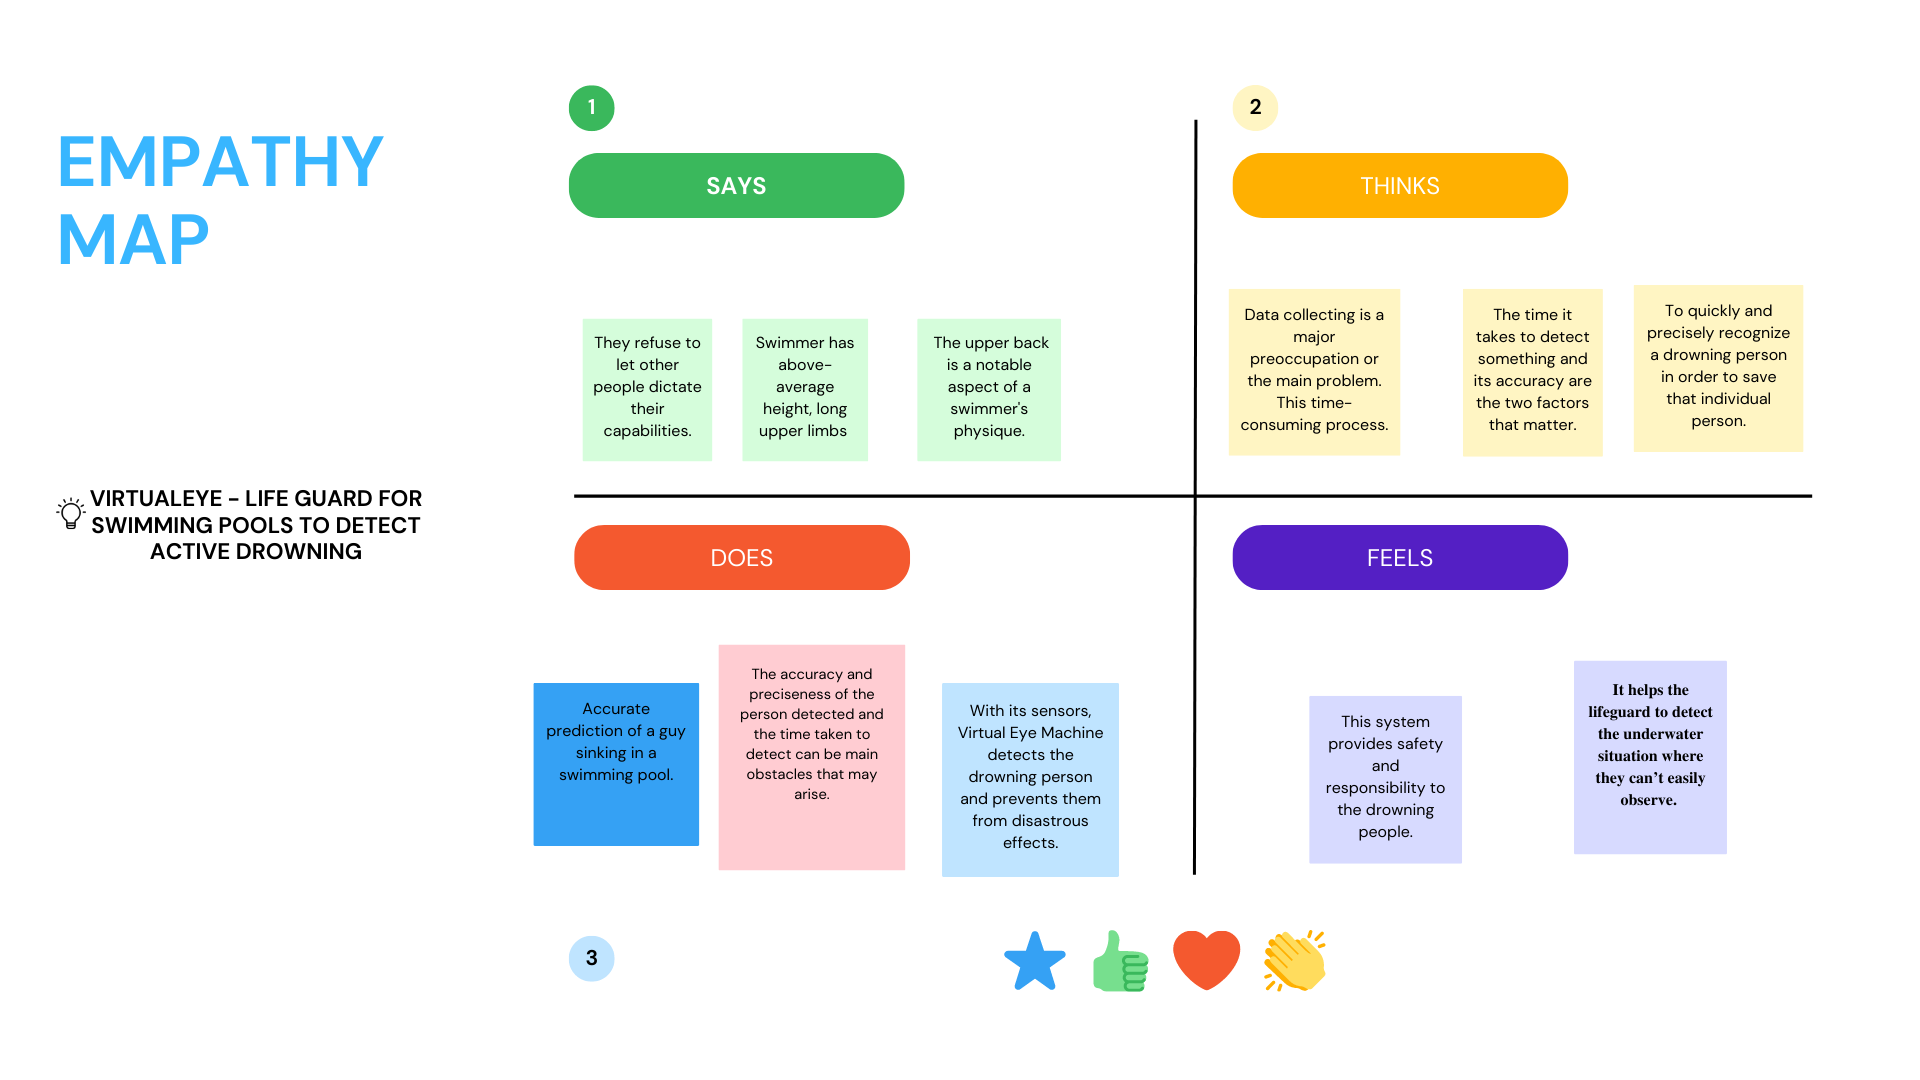 EMPATHY
MAP
VIRTUALEYE - LIFE GUARD FOR
SWIMMING POOLS TO DETECT
ACTIVE DROWNING
1
SAYS
They refuse to
let other
people dictate
their
capabilities.
Swimmer has
above-
average
height, long
upper limbs
The upper back
is a notable
aspect of a
swimmer's
physique.
2
THINKS
Data collecting is a
major
preoccupation or
the main problem.
This time-
consuming process.
The time it
takes to detect
something and
its accuracy are
the two factors
that matter.
To quickly and
precisely recognize
a drowning person
in order to save
that individual
person.
DOES
Accurate
prediction of a guy
sinking in a
swimming pool.
The accuracy and
preciseness of the
person detected and
the time taken to
detect can be main
obstacles that may
arise.
With its sensors,
Virtual Eye Machine
detects the
drowning person
and prevents them
from disastrous
effects.
FEELS
This system
provides safety
and
responsibility to
the drowning
people.
It helps the
lifeguard to detect
the underwater
situation where
they can’t easily
observe.
3